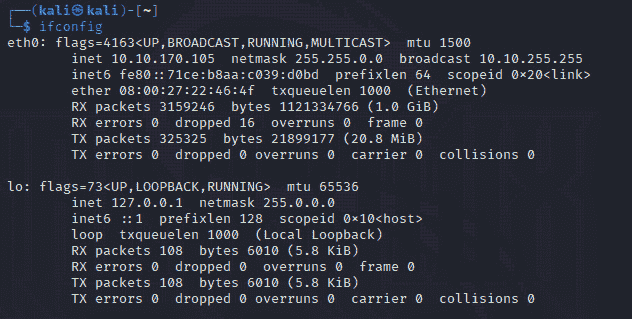 ┌──(kali㉿kali)-[~]
└─$ ifconfig
eth0: flags=4163<UP,BROADCAST,RUNNING,MULTICAST>  mtu 1500
        inet 10.10.170.105  netmask 255.255.0.0  broadcast 10.10.255.255
        inet6 fe80::71ce:b8aa:c039:d0bd  prefixlen 64  scopeid 0×20<link>
        ether 08:00:27:22:46:4f  txqueuelen 1000  (Ethernet)
        RX packets 3159246  bytes 1121334766 (1.0 GiB)
        RX errors 0  dropped 16  overruns 0  frame 0
        TX packets 325325  bytes 21899177 (20.8 MiB)
        TX errors 0  dropped 0 overruns 0  carrier 0  collisions 0

lo: flags=73<UP,LOOPBACK,RUNNING>  mtu 65536
        inet 127.0.0.1  netmask 255.0.0.0
        inet6 ::1  prefixlen 128  scopeid 0×10<host>
        loop  txqueuelen 1000  (Local Loopback)
        RX packets 108  bytes 6010 (5.8 KiB)
        RX errors 0  dropped 0  overruns 0  frame 0
        TX packets 108  bytes 6010 (5.8 KiB)
        TX errors 0  dropped 0 overruns 0  carrier 0  collisions 0